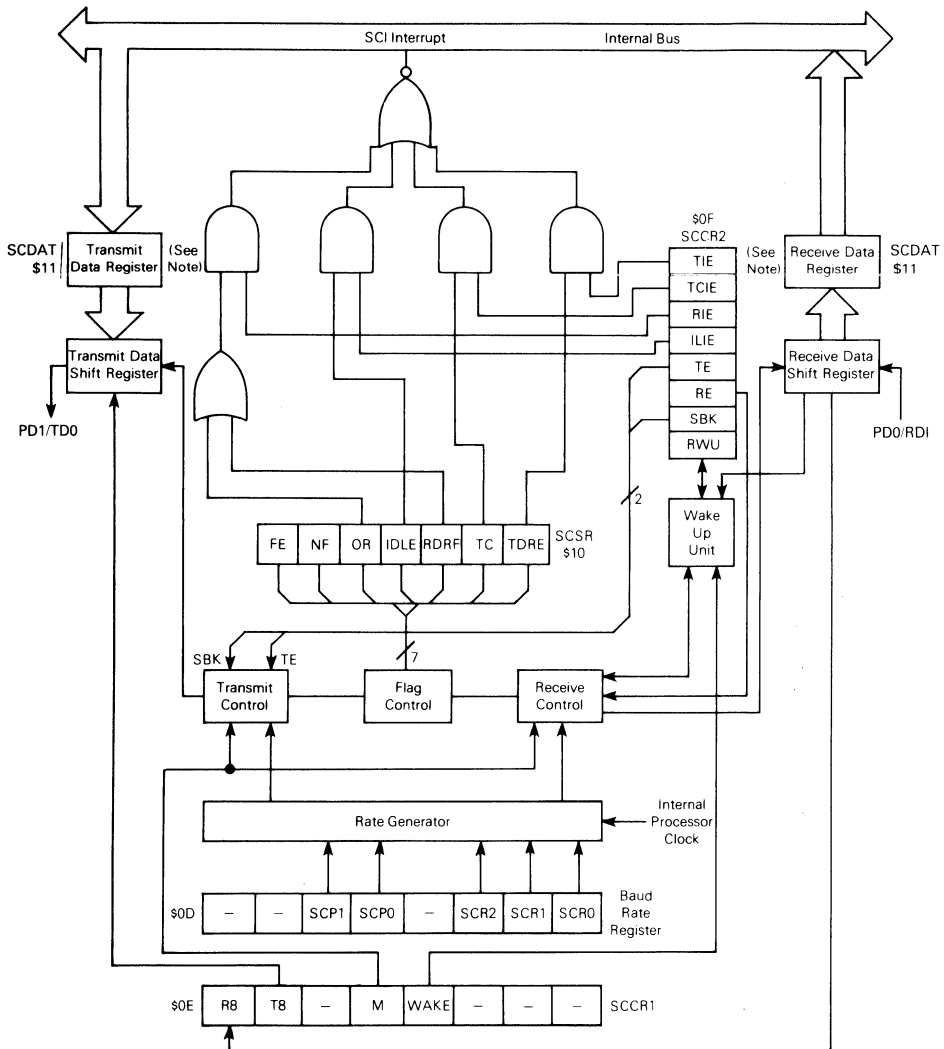 SCI Interrupt
Internal Bus
SCDAT
$11
Transmit
Data Register
(See
Note)
$0F
SCCR2
TIE
TCIE
RIE
ILIE
TE
RE
SBK
RWU
(See
Note)
Receive Data
Register
SCDAT
$11
Transmit Data
Shift Register
Receive Data
Shift Register
PD1/TD0
PD0/RDI
2
Wake
Up
Unit
FE NF OR IDLE RDRF TC TDRE
SCSR
$10
7
SBK
TE
Transmit
Control
Flag
Control
Receive
Control
Rate Generator
Internal
Processor
Clock
$0D – – SCP1 SCP0 – SCR2 SCR1 SCR0
Baud
Rate
Register
$0E R8 T8 – M WAKE – – – SCCR1